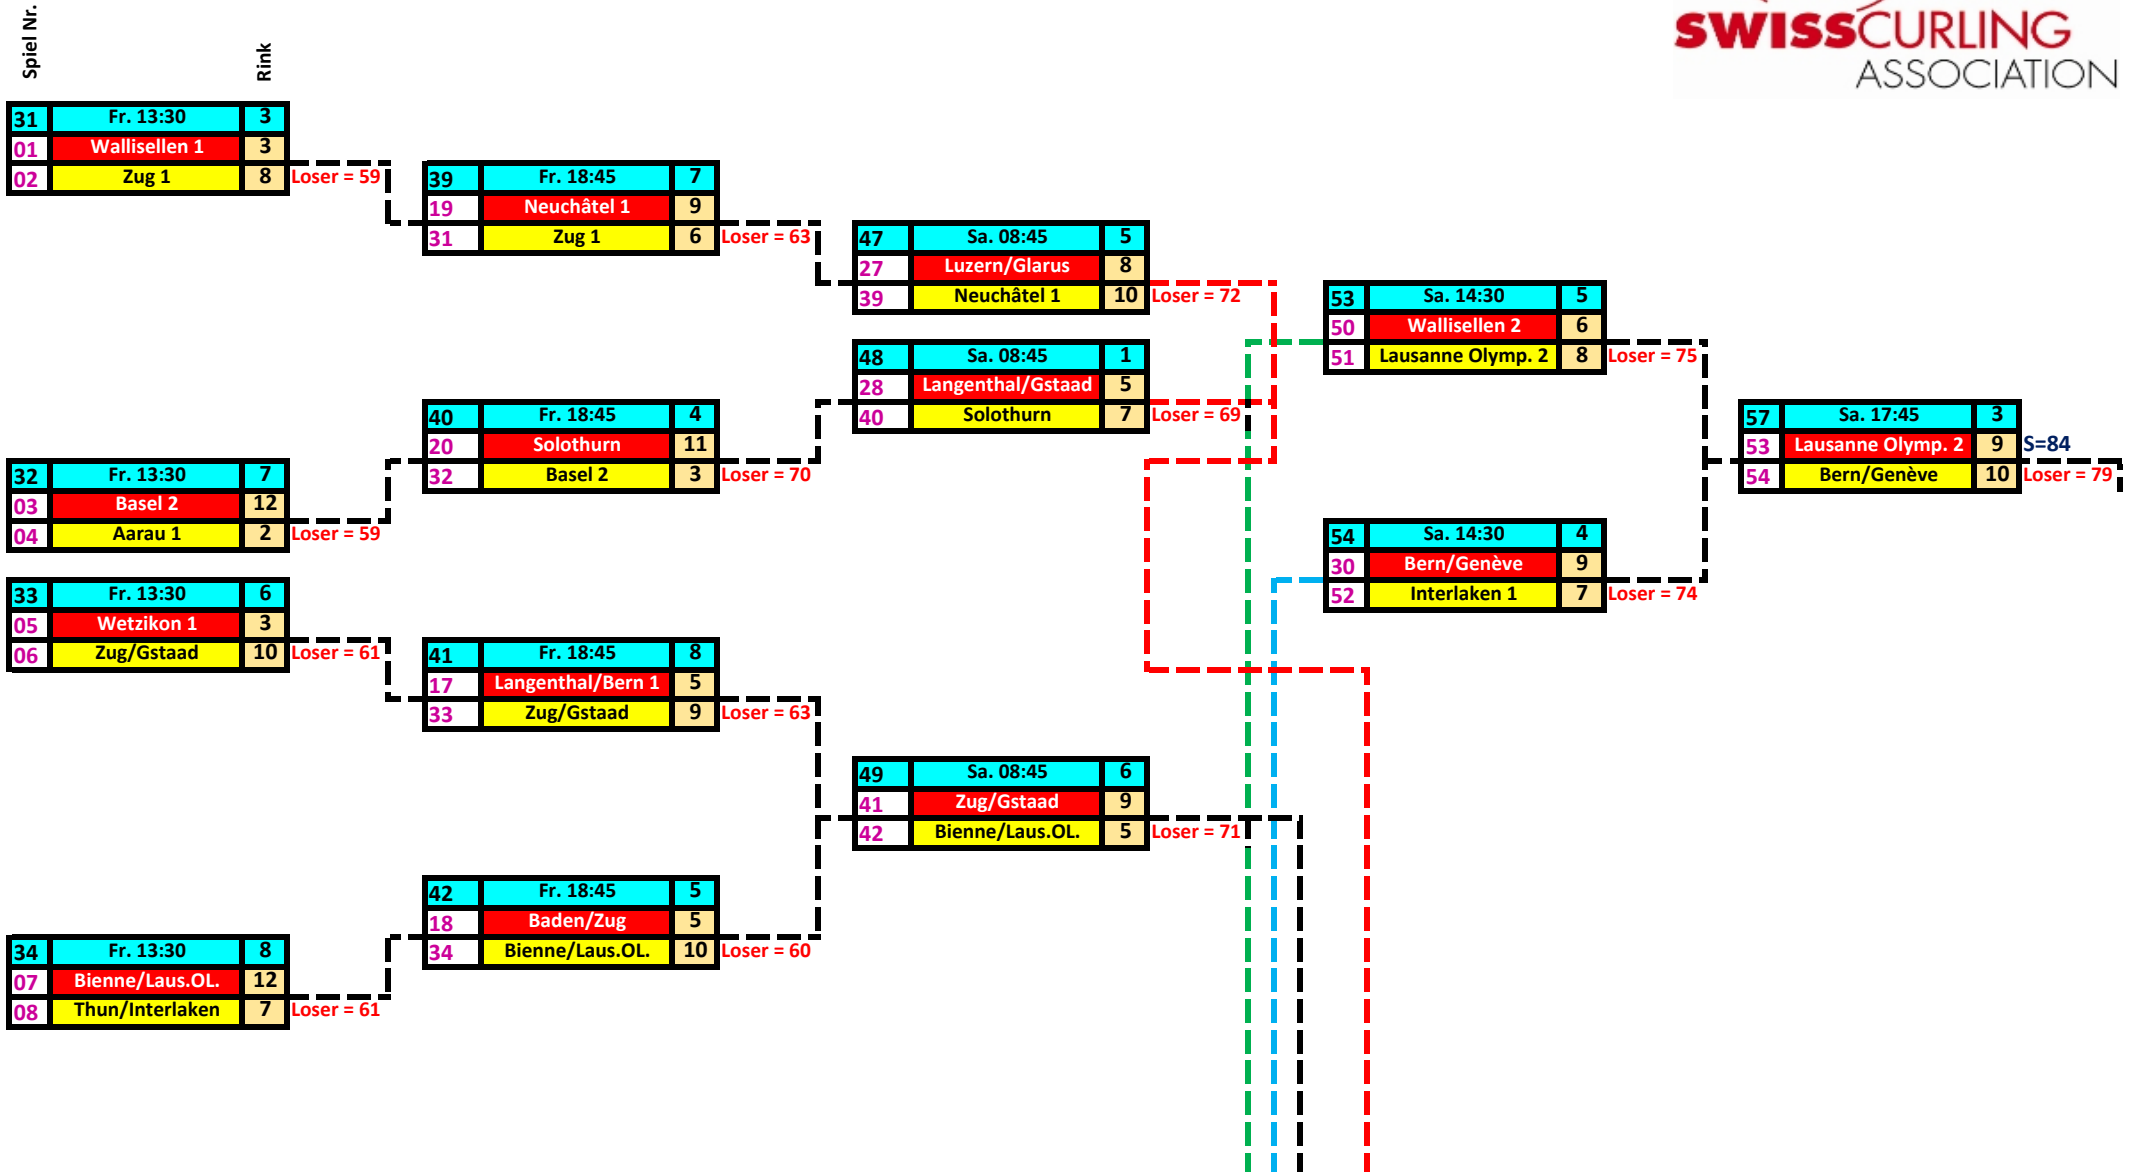 SWISSCURLING
ASSOCIATION
Spiel Nr.
Rink
31 Fr. 13:30 3
01 Wallisellen 1 3
02 Zug 1 8 Loser = 59
39 Fr. 18:45 7
19 Neuchâtel 1 9
31 Zug 1 6 Loser = 63
47 Sa. 08:45 5
27 Luzern/Glarus 8
39 Neuchâtel 1 10 Loser = 72
53 Sa. 14:30 5
50 Wallisellen 2 6
51 Lausanne Olymp. 2 8 Loser = 75
48 Sa. 08:45 1
28 Langenthal/Gstaad 5
40 Solothurn 7 Loser = 69
40 Fr. 18:45 4
20 Solothurn 11
32 Basel 2 3 Loser = 70
57 Sa. 17:45 3
53 Lausanne Olymp. 2 9 S=84
54 Bern/Genève 10 Loser = 79
32 Fr. 13:30 7
03 Basel 2 12
04 Aarau 1 2 Loser = 59
54 Sa. 14:30 4
30 Bern/Genève 9
52 Interlaken 1 7 Loser = 74
33 Fr. 13:30 6
05 Wetzikon 1 3
06 Zug/Gstaad 10 Loser = 61
41 Fr. 18:45 8
17 Langenthal/Bern 1 5
33 Zug/Gstaad 9 Loser = 63
49 Sa. 08:45 6
41 Zug/Gstaad 9
42 Bienne/Laus.OL. 5 Loser = 71
42 Fr. 18:45 5
18 Baden/Zug 5
34 Bienne/Laus.OL. 10 Loser = 60
34 Fr. 13:30 8
07 Bienne/Laus.OL. 12
08 Thun/Interlaken 7 Loser = 61